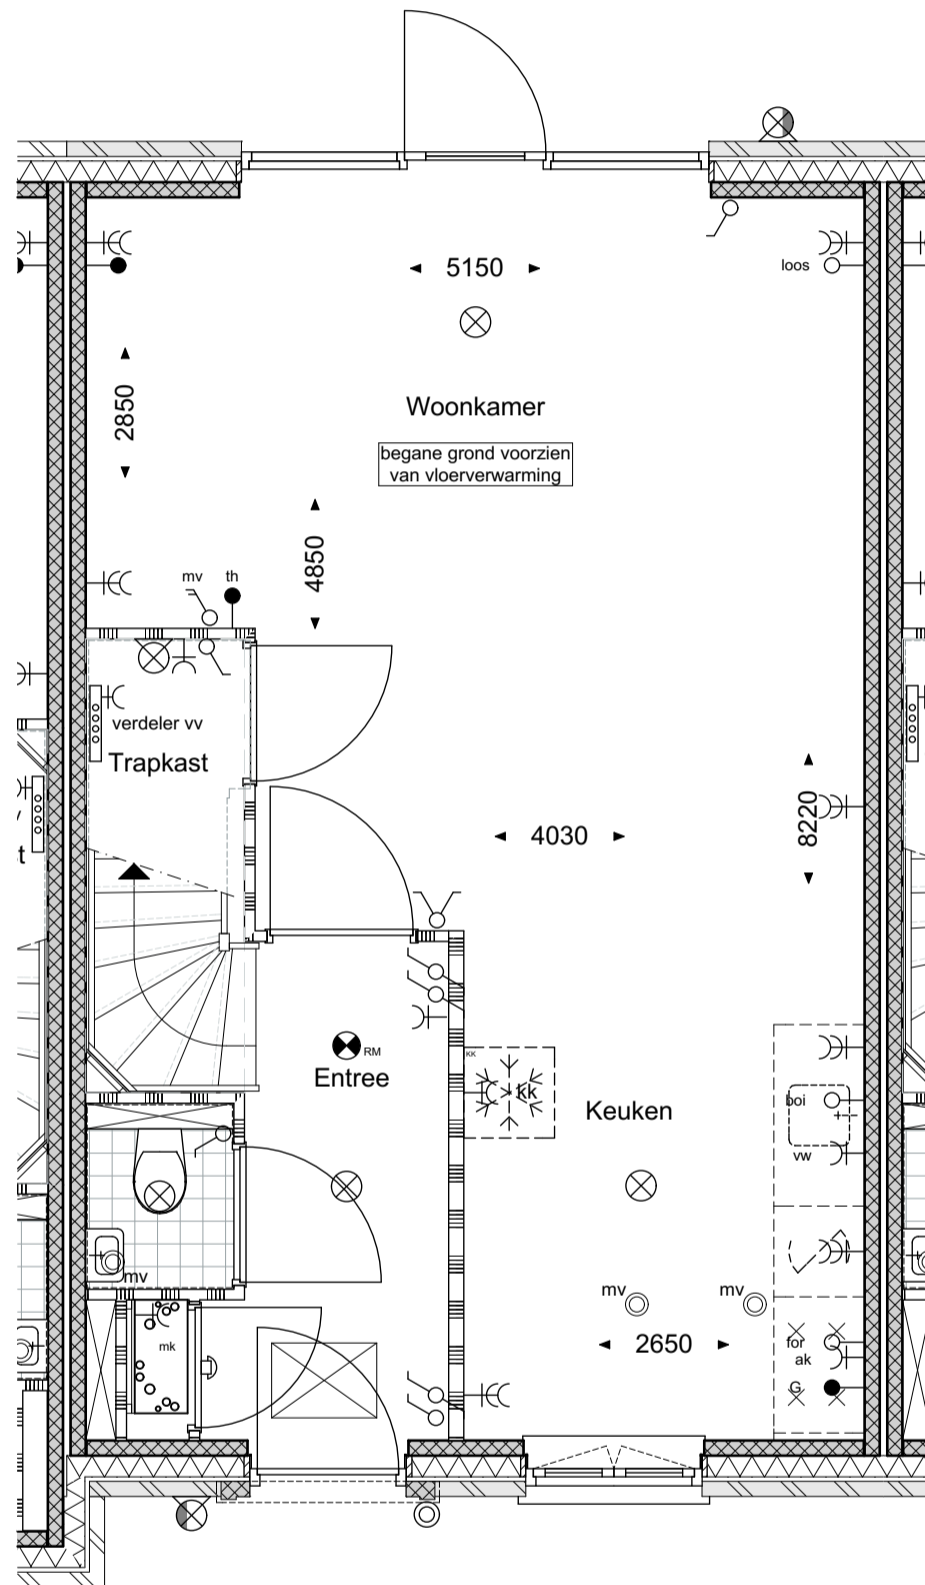 5150
loos
2850
Woonkamer
begane grond voorzien
van vloerverwarming
4850
mv
th
verdeler vv
Trapkast
8220
4030
t
RM
Entree
KK
kk
Keuken
boi
vw
mv
mv
mv
2650
mk
for
ak
G